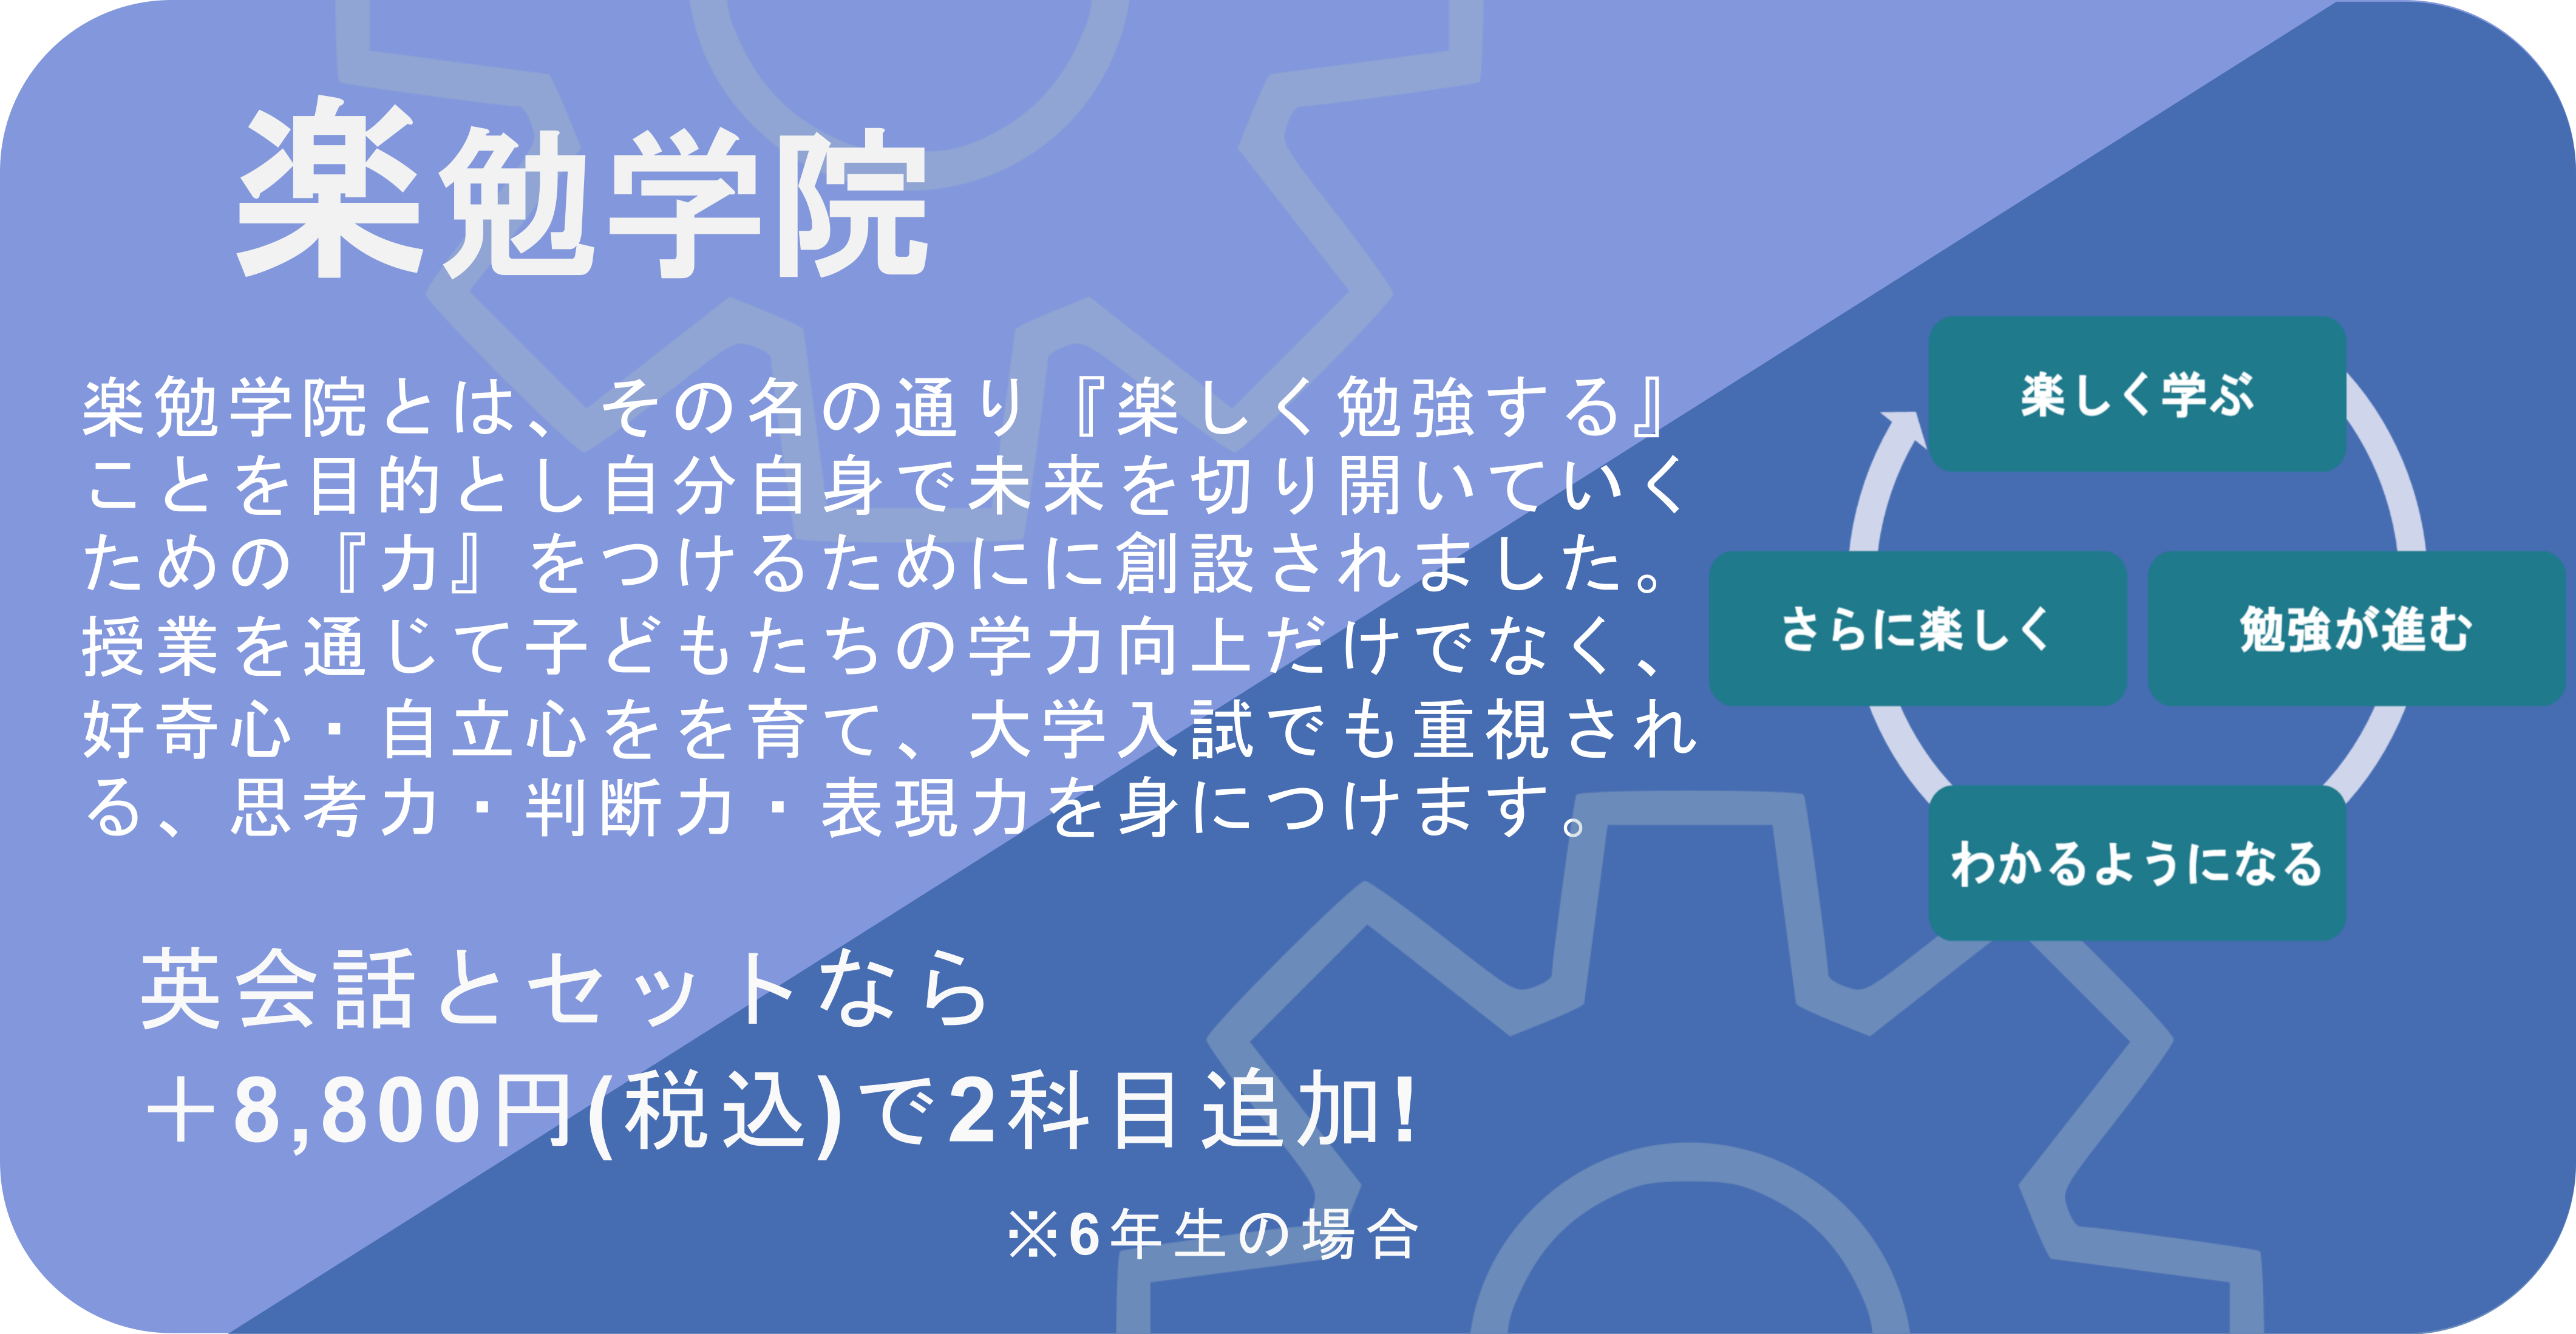 楽勉学院
楽勉学院とは、その名の通り『楽しく勉強する』
ことを目的とし自分自身で未来を切り開いていく
ための『力』をつけるためにに創設されました。
授業を通じて子どもたちの学力向上だけでなく、
好奇心・自立心をを育て、大学入試でも重視され
る、思考力・判断力・表現力を身につけます。
英会話とセットなら
＋8,800円(税込)で2科目追加!
※6年生の場合
楽しく学ぶ
勉強が進む
わかるようになる
さらに楽しく